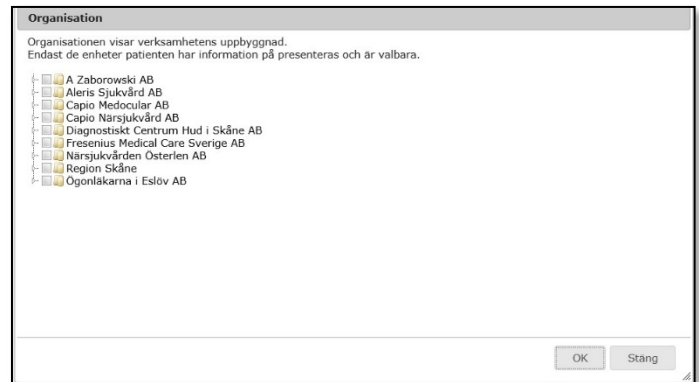 Organisation
Organisationen visar verksamhetens uppbyggnad.
Endast de enheter patienten har information på presenteras och är valbara.
A Zaborowski AB
Aleris Sjukvård AB
Capio Medocular AB
Capio Närsjukvård AB
Diagnostiskt Centrum Hud i Skåne AB
Fresenius Medical Care Sverige AB
Närsjukvården Österlen AB
Region Skåne
Ögonläkarna i Eslöv AB
OK Stäng